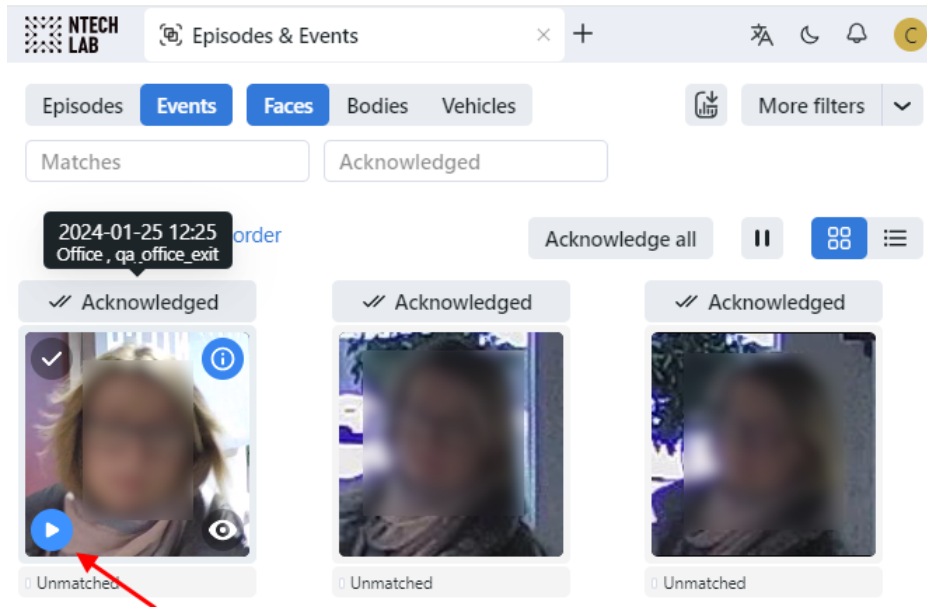 NTECH
LAB
Episodes & Events
C
Episodes
Events
Faces
Bodies
Vehicles
More filters
Matches
Acknowledged
2024-01-25 12:25
Office , qa_office_exit
order
Acknowledge all
Acknowledged
Acknowledged
Acknowledged
Unmatched
Unmatched
Unmatched